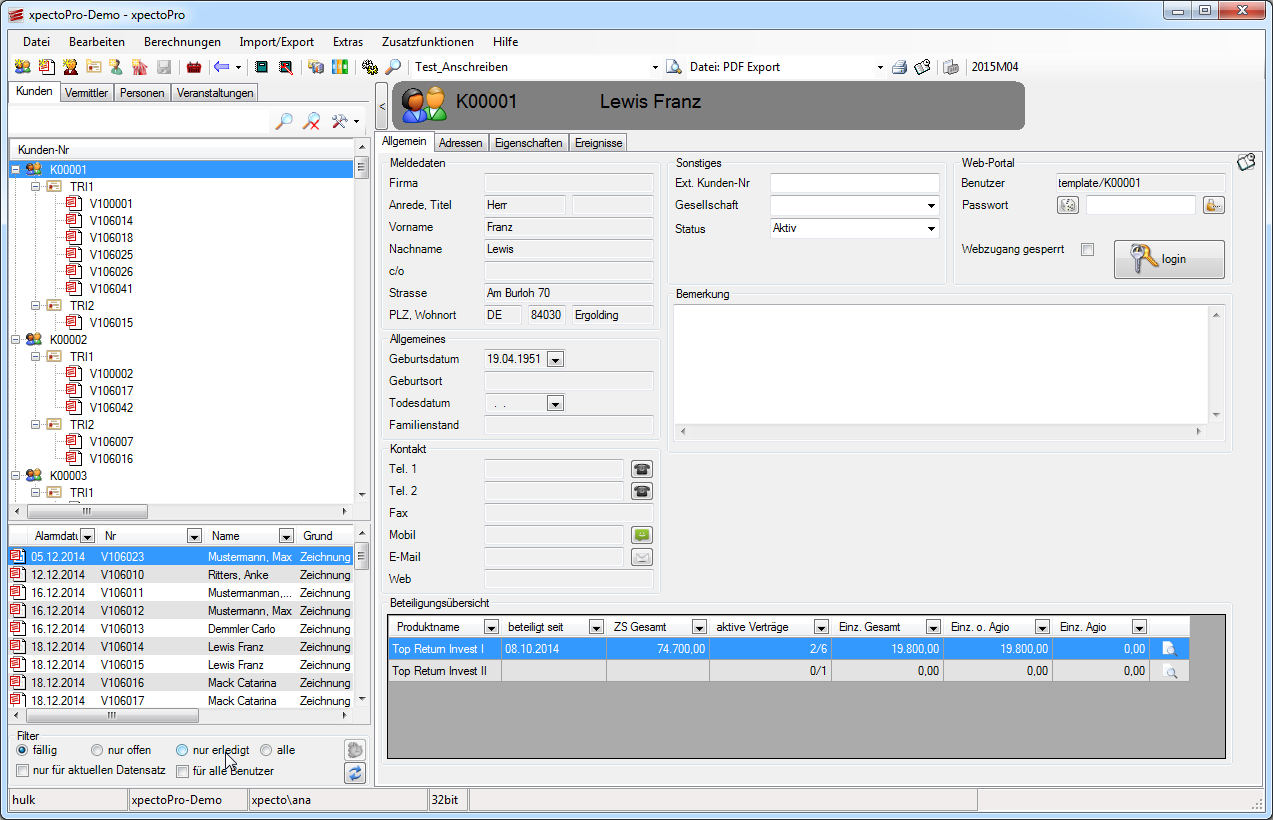 xpectoPro-Demo - xpectoPro
Datei Bearbeiten Berechnungen Import/Export Extras Zusatzfunktionen Hilfe
Test_Anschreiben Datei: PDF Export 2015M04
Kunden Vermittler Personen Veranstaltungen
Kunden-Nr
K00001
TRI1
V100001
V106014
V106018
V106025
V106026
V106041
TRI2
V106015
K00002
TRI1
V100002
V106017
V106042
TRI2
V106007
V106016
K00003
TRI1
Alarmdatu Nr Name Grund
05.12.2014 V106023 Mustermann, Max Zeichnung
12.12.2014 V106010 Ritters, Anke Zeichnung
16.12.2014 V106011 Mustermanman,... Zeichnung
16.12.2014 V106012 Mustermann, Max Zeichnung
16.12.2014 V106013 Demmler Carlo Zeichnung
18.12.2014 V106014 Lewis Franz Zeichnung
18.12.2014 V106015 Lewis Franz Zeichnung
18.12.2014 V106016 Mack Catarina Zeichnung
18.12.2014 V106017 Mack Catarina Zeichnung
Filter
fällig nur offen nur erledigt alle
nur für aktuellen Datensatz für alle Benutzer
< K00001 Lewis Franz
Allgemein Adressen Eigenschaften Ereignisse
Meldedaten
Firma
Anrede, Titel Herr
Vorname Franz
Nachname Lewis
c/o
Strasse Am Burloh 70
PLZ, Wohnort DE 84030 Ergolding
Allgemeines
Geburtsdatum 19.04.1951
Geburtsort
Todesdatum . .
Familienstand
Kontakt
Tel. 1
Tel. 2
Fax
Mobil
E-Mail
Web
Sonstiges
Ext. Kunden-Nr
Gesellschaft
Status Aktiv
Web-Portal
Benutzer template/K00001
Passwort
Webzugang gesperrt login
Bemerkung
Beteiligungsübersicht
Produktname beteiligt seit ZS Gesamt aktive Verträge Einz. Gesamt Einz. o. Agio Einz. Agio
Top Return Invest I 08.10.2014 74.700,00 2/6 19.800,00 19.800,00 0,00
Top Return Invest II 0/1 0,00 0,00 0,00
hulk xpectoPro-Demo xpecto\ana 32bit